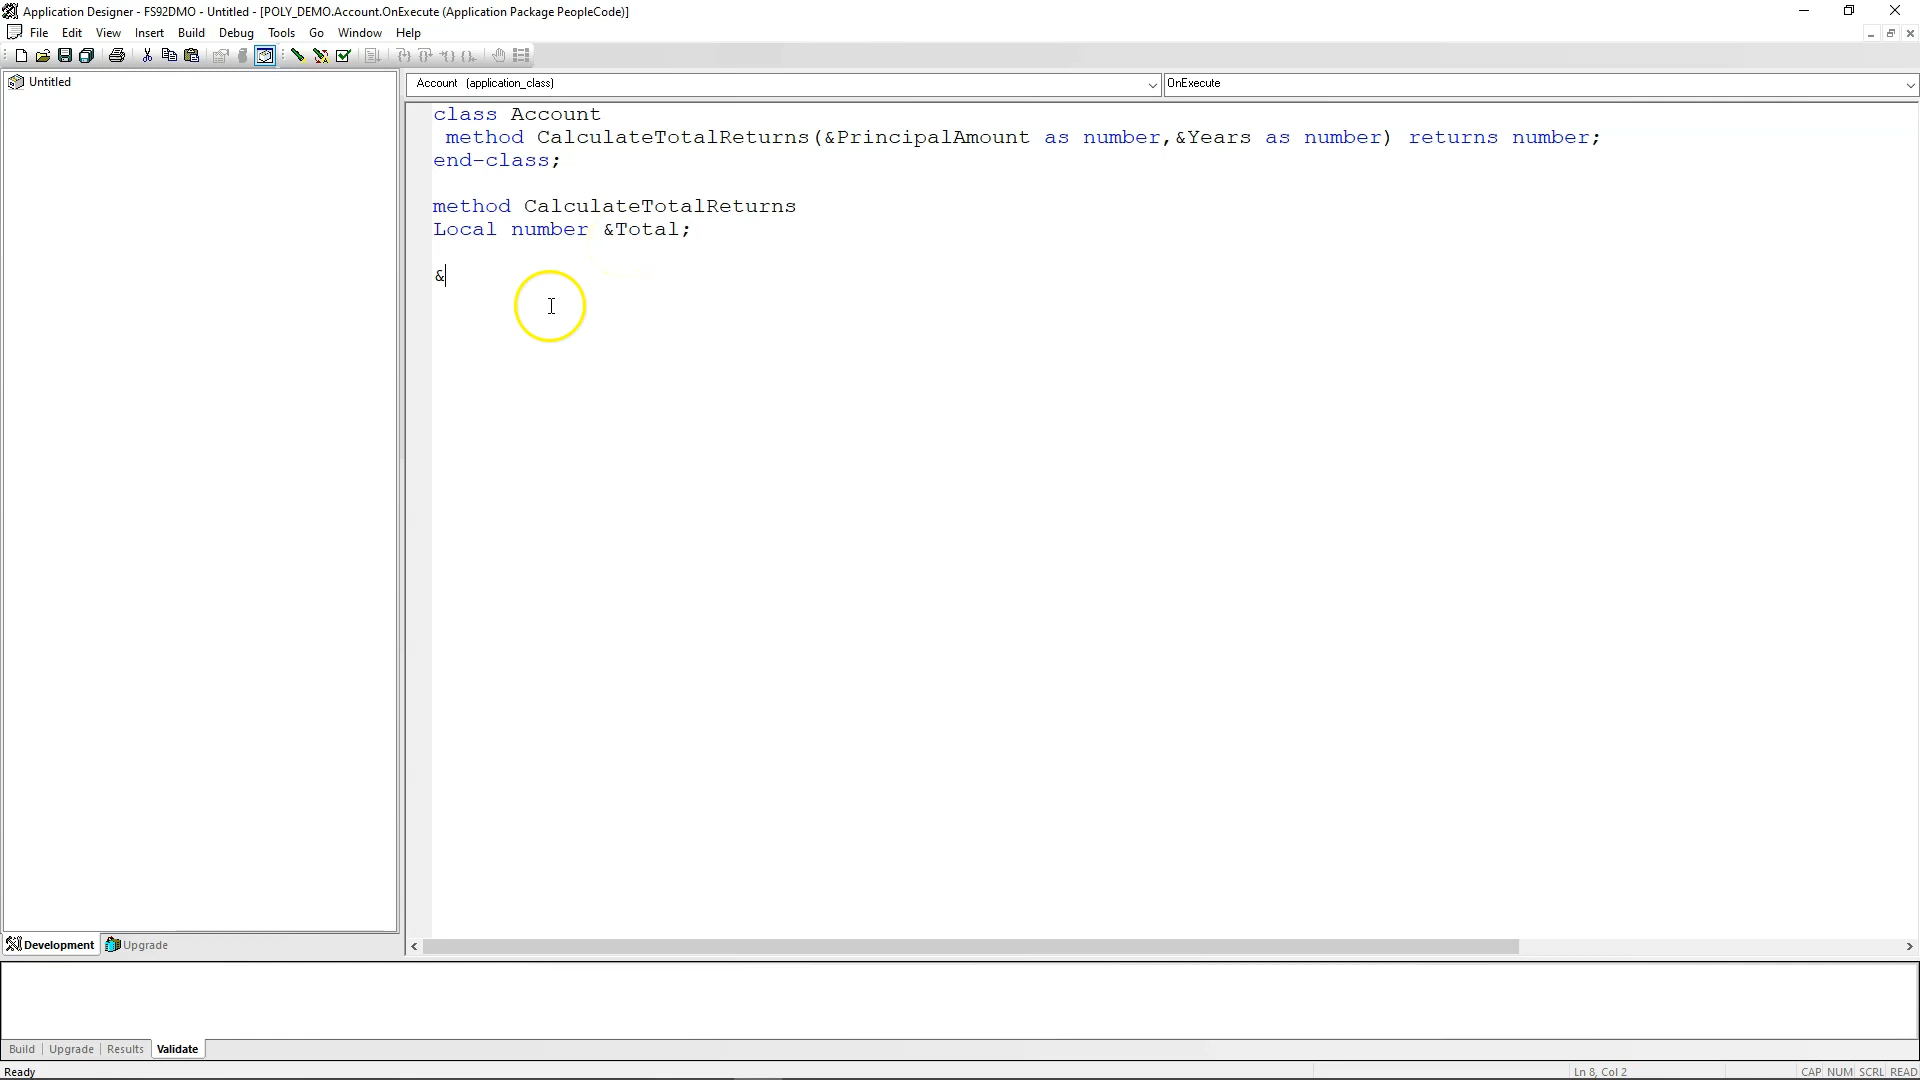 Application Designer - FS92DMO - Untitled - [POLY_DEMO.Account.OnExecute (Application Package PeopleCode)]
File Edit View Insert Build Debug Tools Go Window Help
Untitled
Account (application_class)
OnExecute
class Account
method CalculateTotalReturns(&PrincipalAmount as number,&Years as number) returns number;
end-class;
method CalculateTotalReturns
Local number &Total;
&
Development Upgrade
Build Upgrade Results Validate
Ready
Ln 8, Col 2
CAP NUM SCRL READ